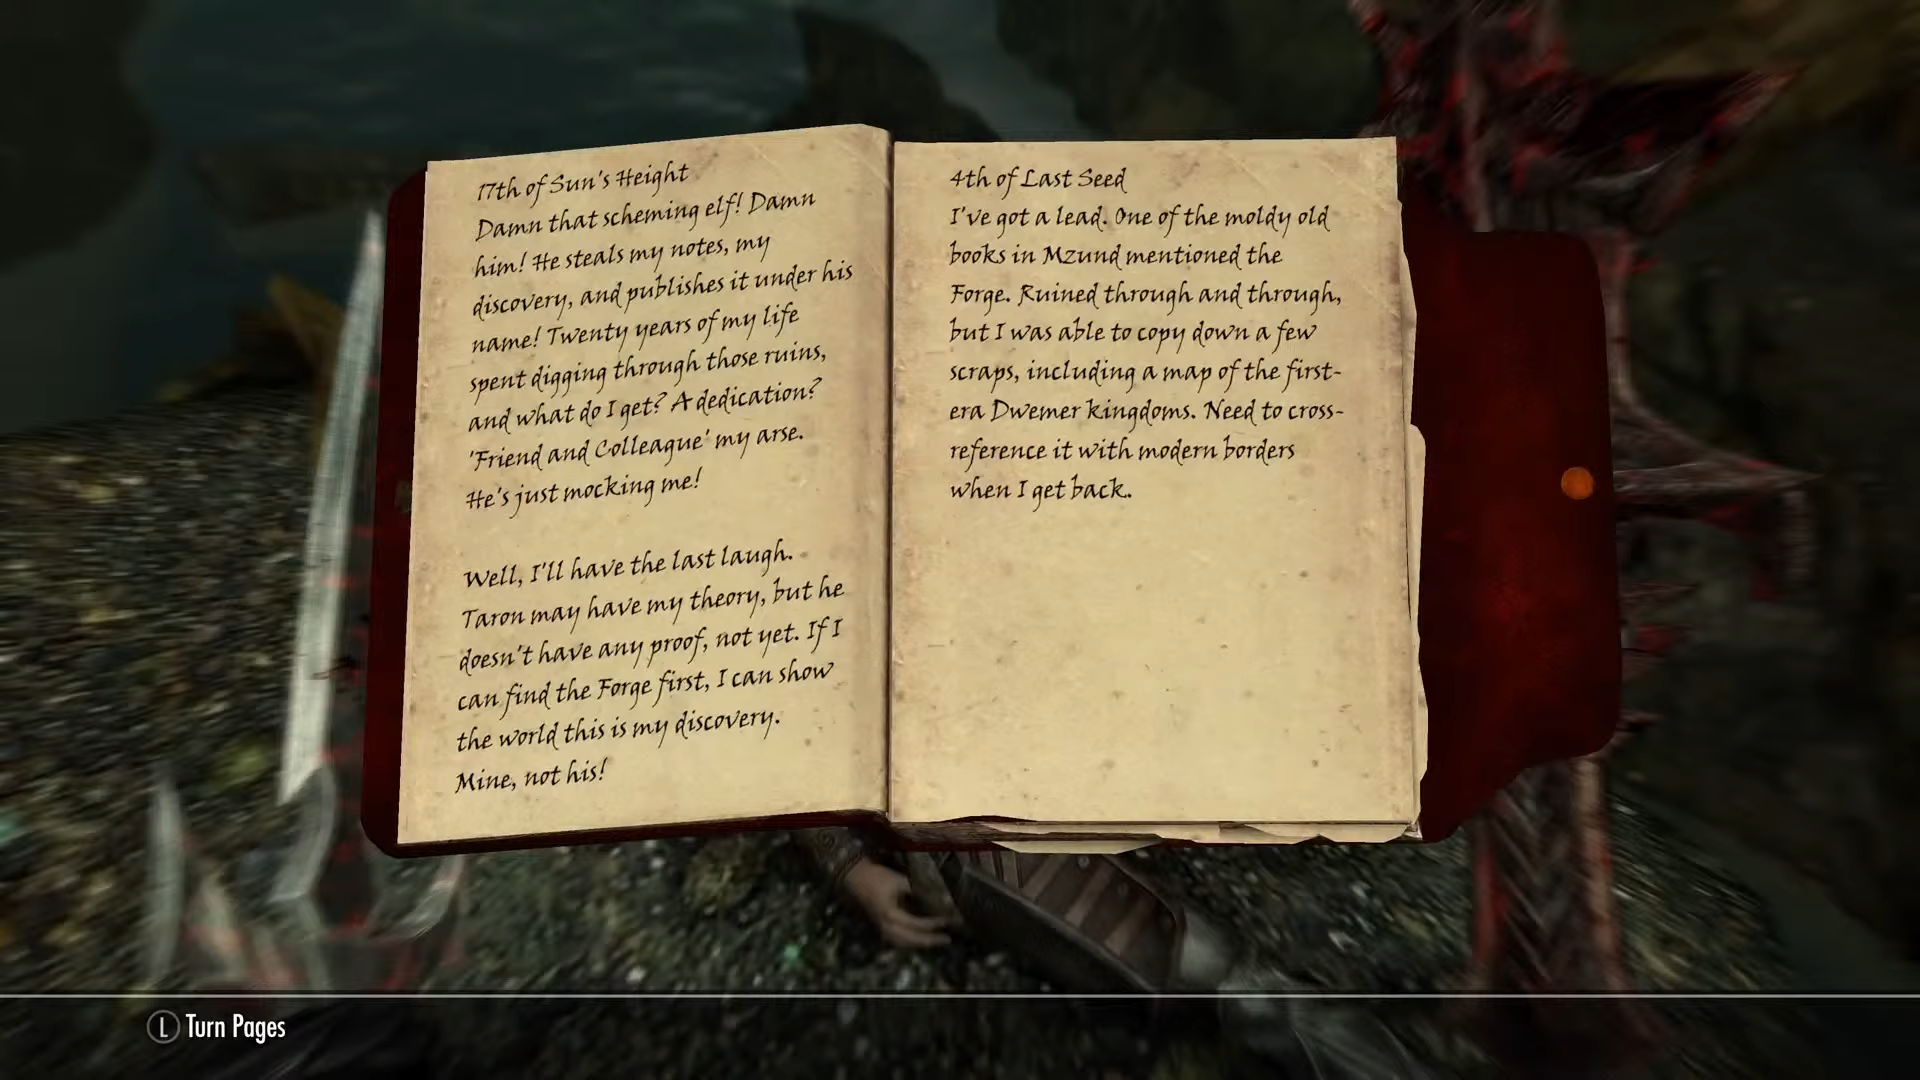 17th of Sun's Height
Damn that scheming elf! Damn
him! He steals my notes, my
discovery, and publishes it under his
name! Twenty years of my life
spent digging through those ruins,
and what do I get? A dedication?
'Friend and Colleague' my arse.
He's just mocking me!
Well, I'll have the last laugh.
Taron may have my theory, but he
doesn't have any proof, not yet. If I
can find the Forge first, I can show
the world this is my discovery.
Mine, not his!
4th of Last Seed
I've got a lead. One of the moldy old
books in Mzund mentioned the
Forge. Ruined through and through,
but I was able to copy down a few
scraps, including a map of the first-
era Dwemer kingdoms. Need to cross-
reference it with modern borders
when I get back.
L Turn Pages